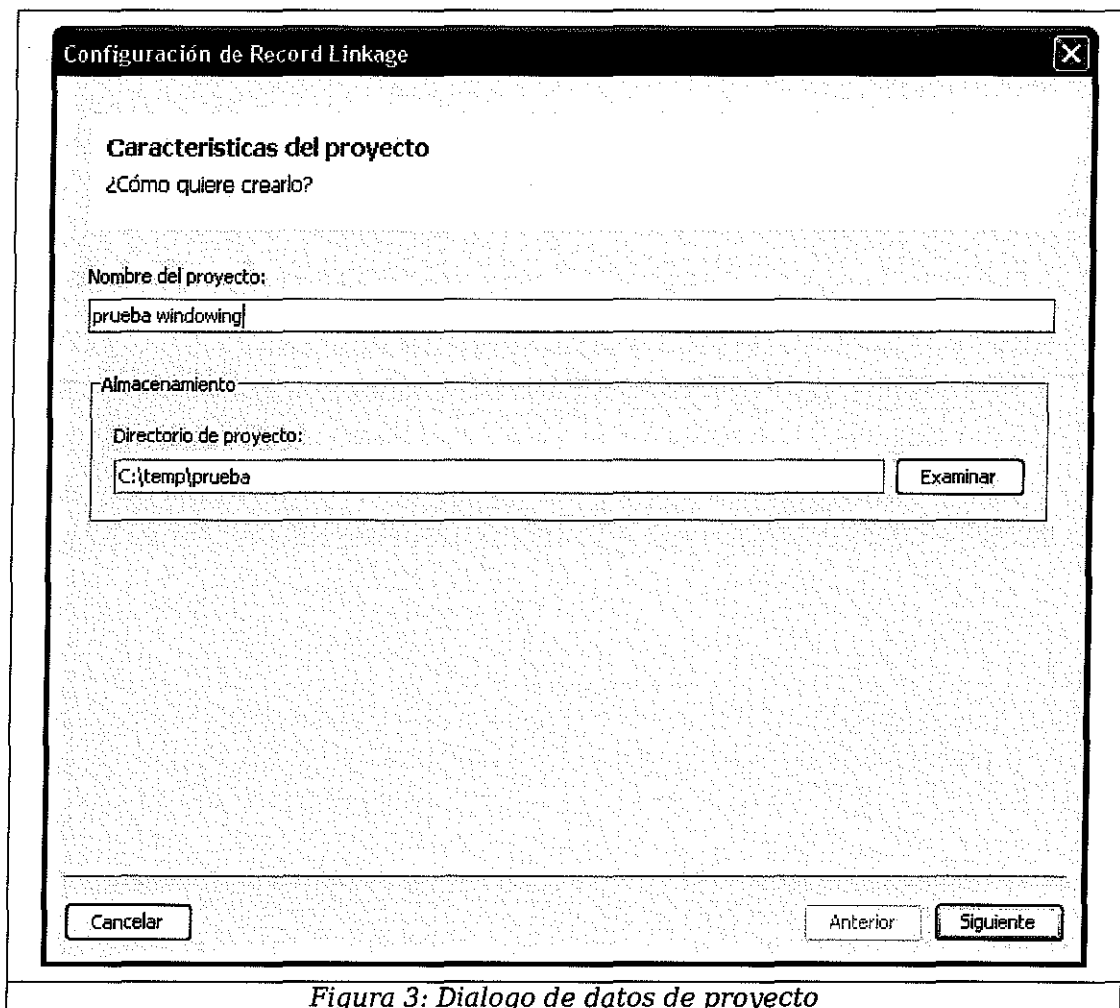 Configuración de Record Linkage
Caracteristicas del proyecto
¿Cómo quiere crearlo?
Nombre del proyecto:
prueba windowing
Almacenamiento
Directorio de proyecto:
C:\temp\prueba
Examinar
Cancelar
Anterior
Siguiente
Figura 3: Dialogo de datos de proyecto